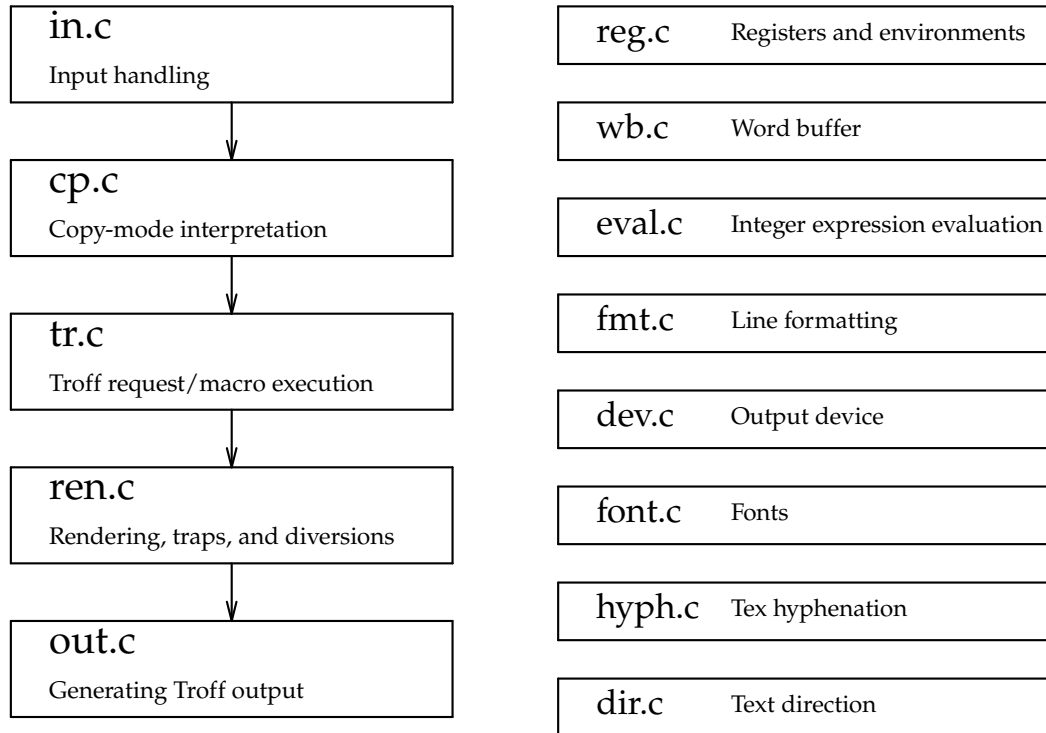 in.c
Input handling
cp.c
Copy-mode interpretation
tr.c
Troff request/macro execution
ren.c
Rendering, traps, and diversions
out.c
Generating Troff output
reg.c Registers and environments
wb.c Word buffer
eval.c Integer expression evaluation
fmt.c Line formatting
dev.c Output device
font.c Fonts
hyph.c Tex hyphenation
dir.c Text direction